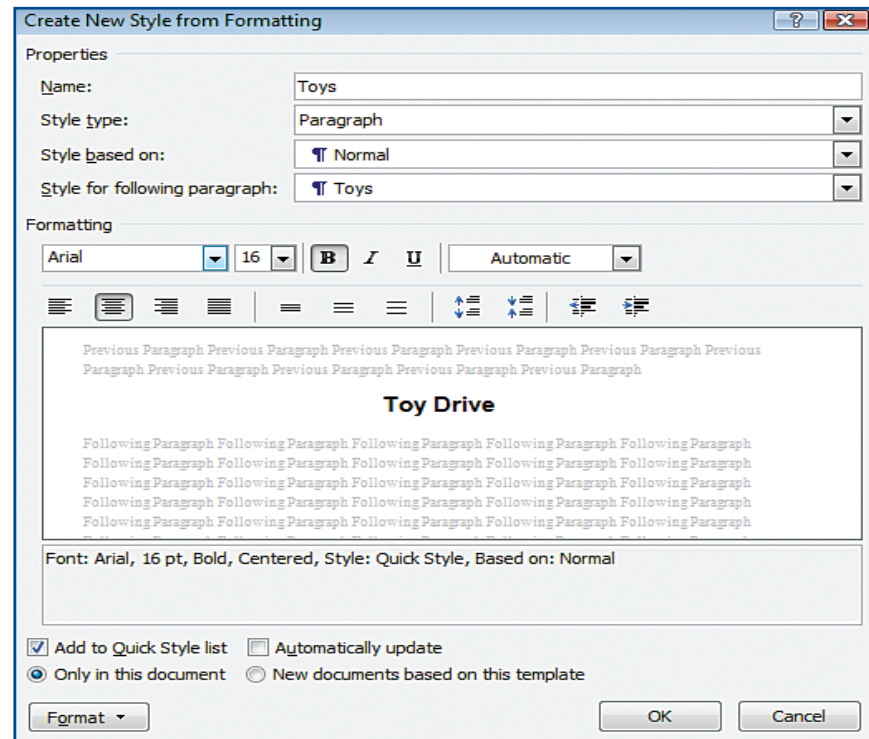 Create New Style from Formatting
Properties
Name: Toys
Style type: Paragraph
Style based on: ¶ Normal
Style for following paragraph: ¶ Toys
Formatting
Arial 16 B I U Automatic
Previous Paragraph Previous Paragraph Previous Paragraph Previous Paragraph Previous Paragraph Previous
Paragraph Previous Paragraph Previous Paragraph Previous Paragraph Previous Paragraph
Toy Drive
Following Paragraph Following Paragraph Following Paragraph Following Paragraph Following Paragraph
Following Paragraph Following Paragraph Following Paragraph Following Paragraph Following Paragraph
Following Paragraph Following Paragraph Following Paragraph Following Paragraph Following Paragraph
Following Paragraph Following Paragraph Following Paragraph Following Paragraph Following Paragraph
Following Paragraph Following Paragraph Following Paragraph Following Paragraph Following Paragraph
Font: Arial, 16 pt, Bold, Centered, Style: Quick Style, Based on: Normal
Add to Quick Style list Automatically update
Only in this document New documents based on this template
Format OK Cancel